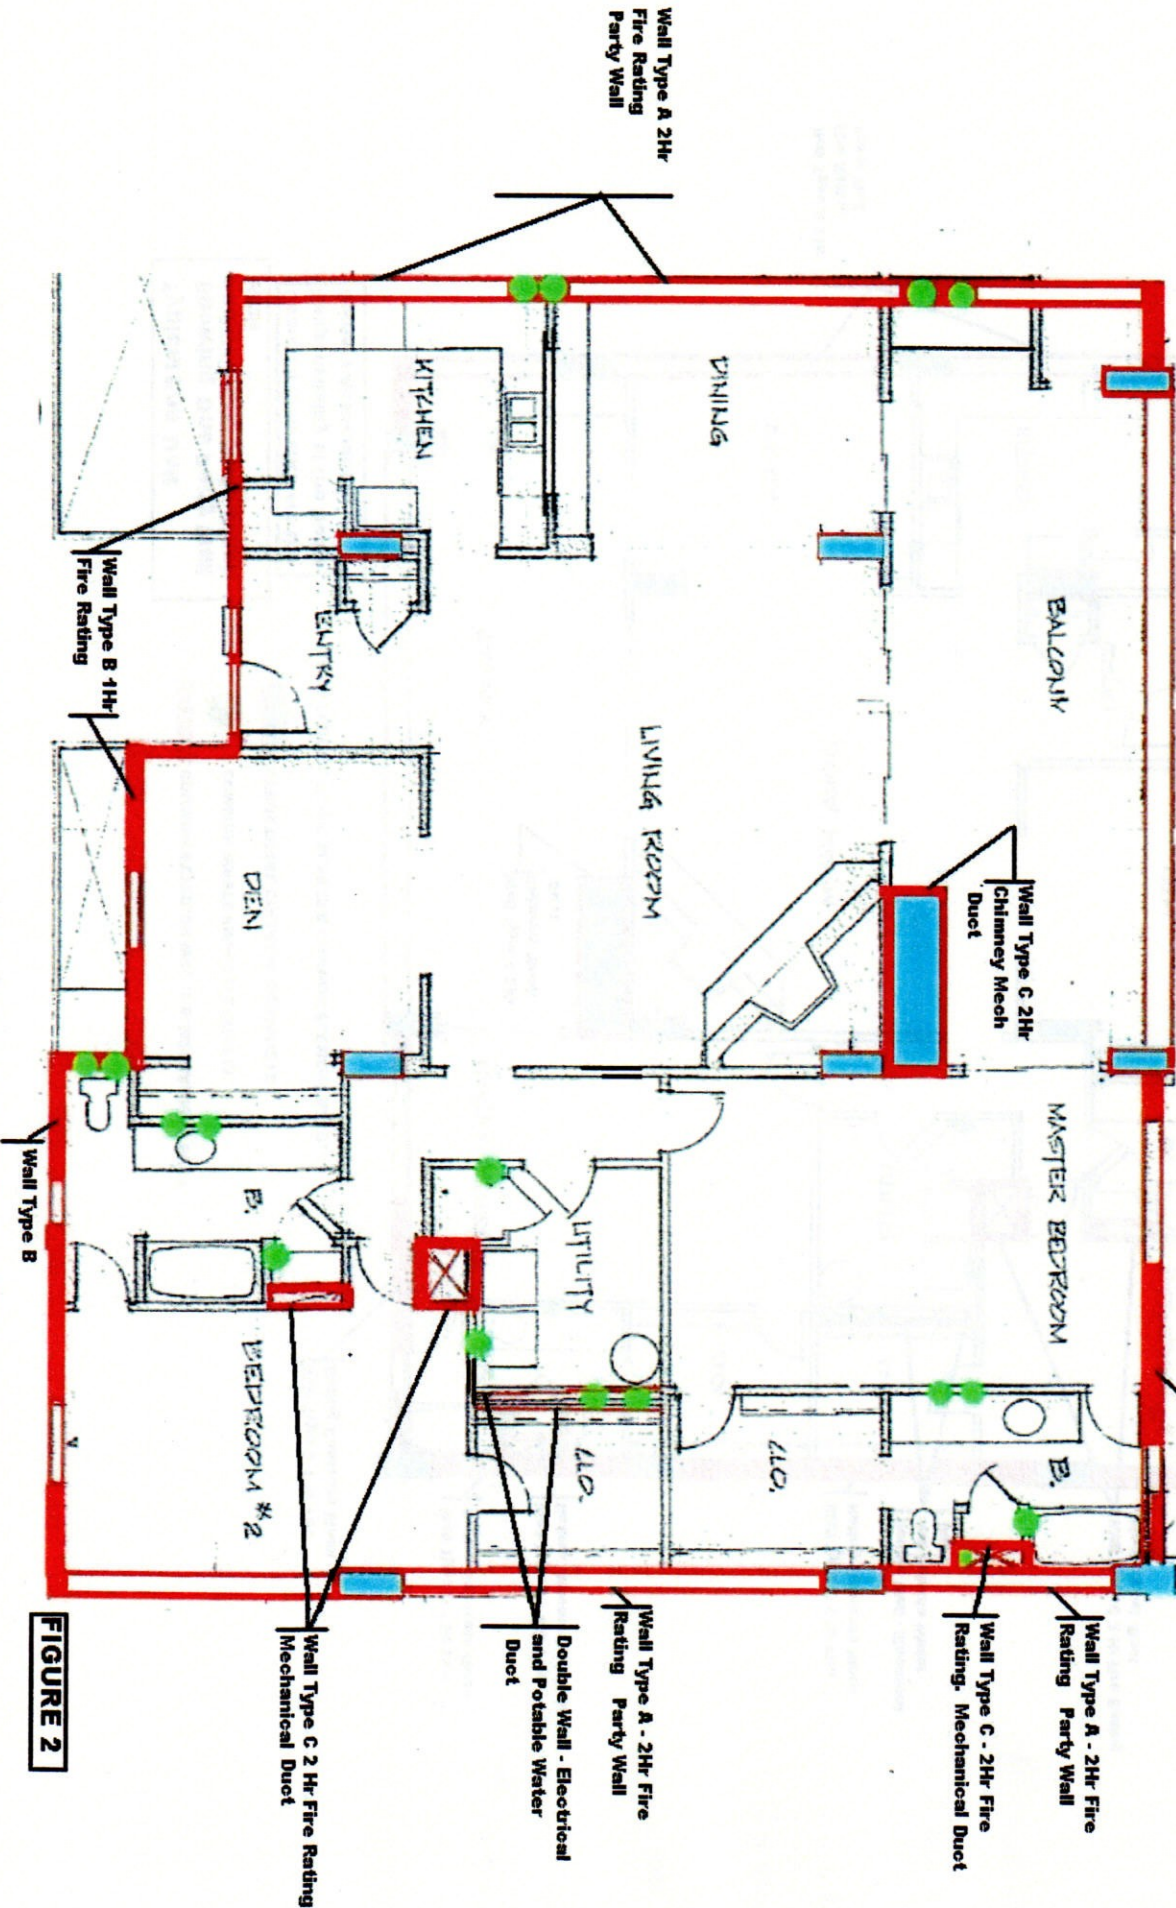 Wall Type A 2Hr
Fire Rating
Party Wall
BALCONY
DINING
KITCHEN
ENTRY
LIVING ROOM
DEN
Wall Type B 1Hr
Fire Rating
Wall Type C 2Hr
Chimney Mech
Duct
MASTER BEDROOM
UTILITY
B.
BEDROOM #2
CLO.
CLO.
B.
Wall Type B
Wall Type A - 2Hr Fire
Rating Party Wall
Wall Type C - 2Hr Fire
Rating. Mechanical Duct
Wall Type A - 2Hr Fire
Rating Party Wall
Double Wall - Electrical
and Potable Water
Duct
Wall Type C 2 Hr Fire Rating
Mechanical Duct
FIGURE 2